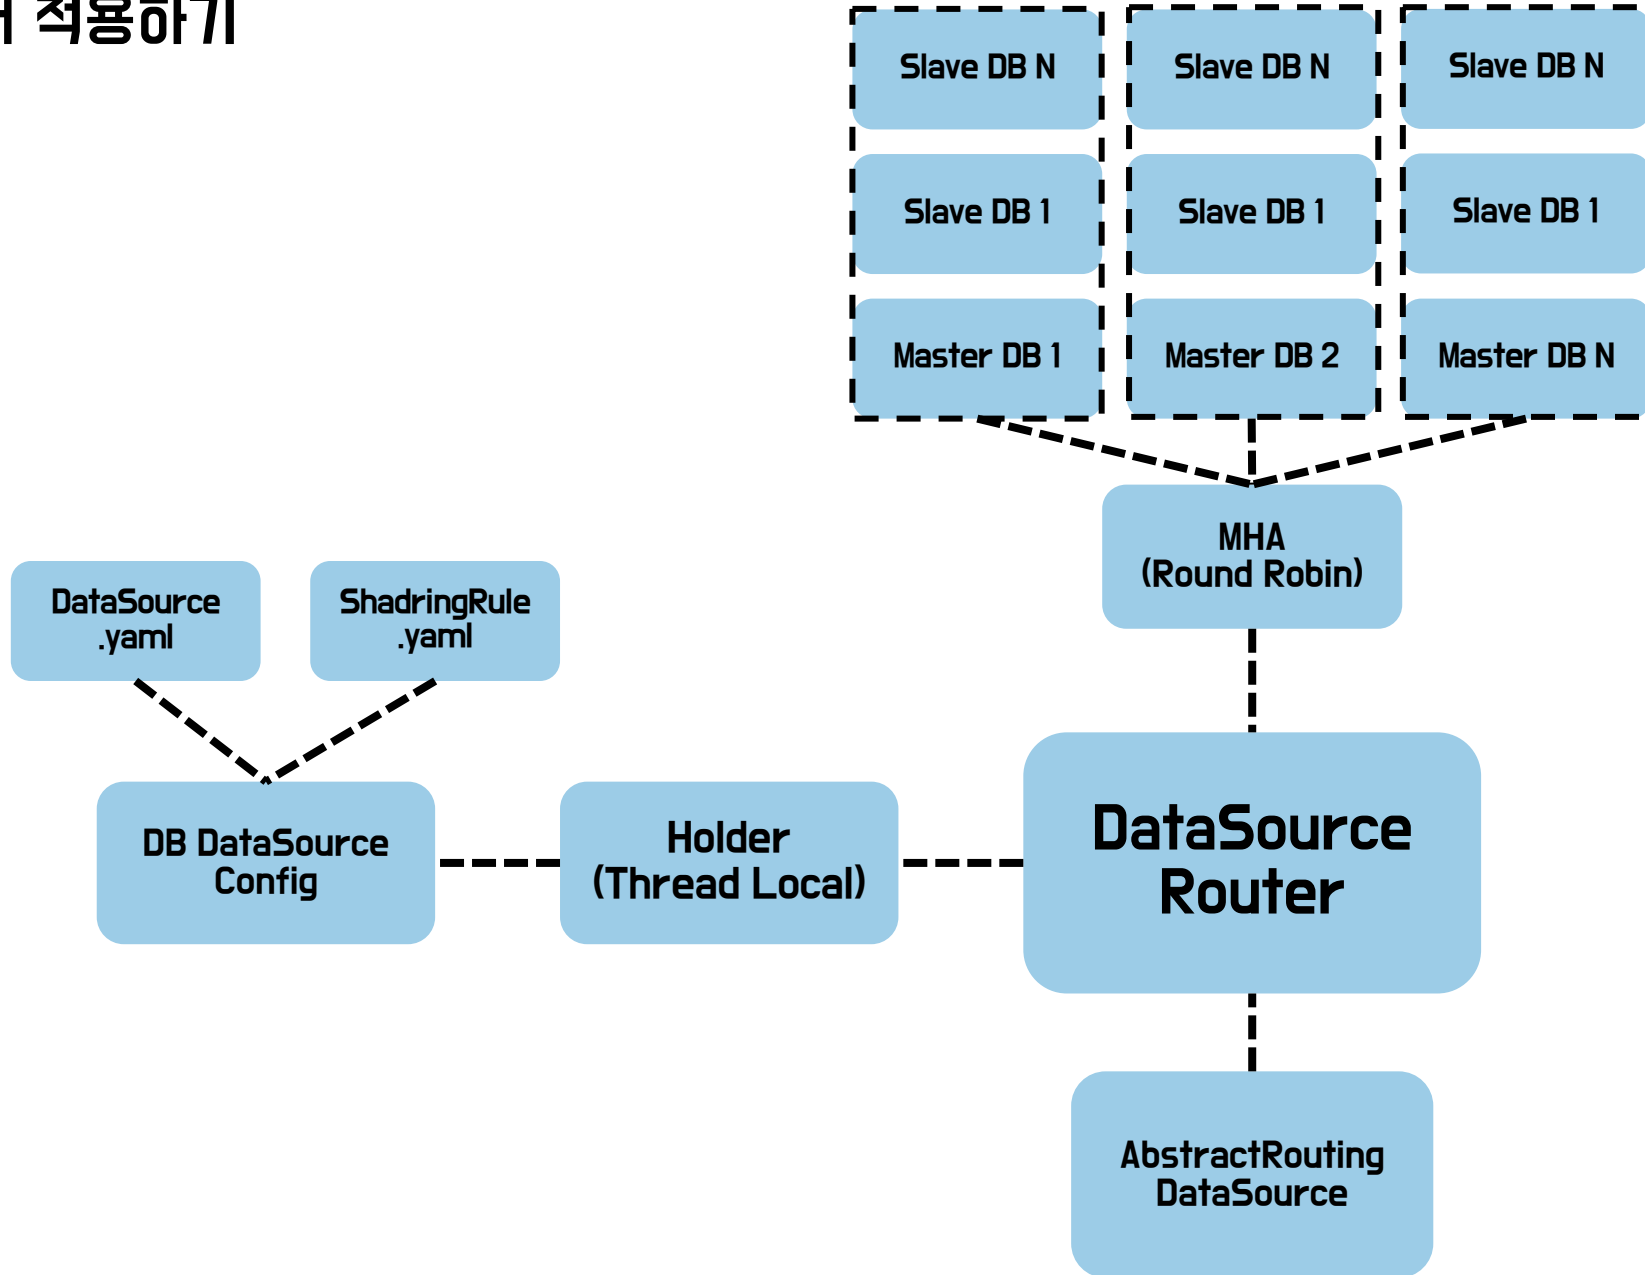 적용하기
Slave DB N
Slave DB N
Slave DB N
Slave DB 1
Slave DB 1
Slave DB 1
Master DB 1
Master DB 2
Master DB N
MHA
(Round Robin)
DataSource
.yaml
ShadringRule
.yaml
DB DataSource
Config
Holder
(Thread Local)
DataSource
Router
AbstractRouting
DataSource